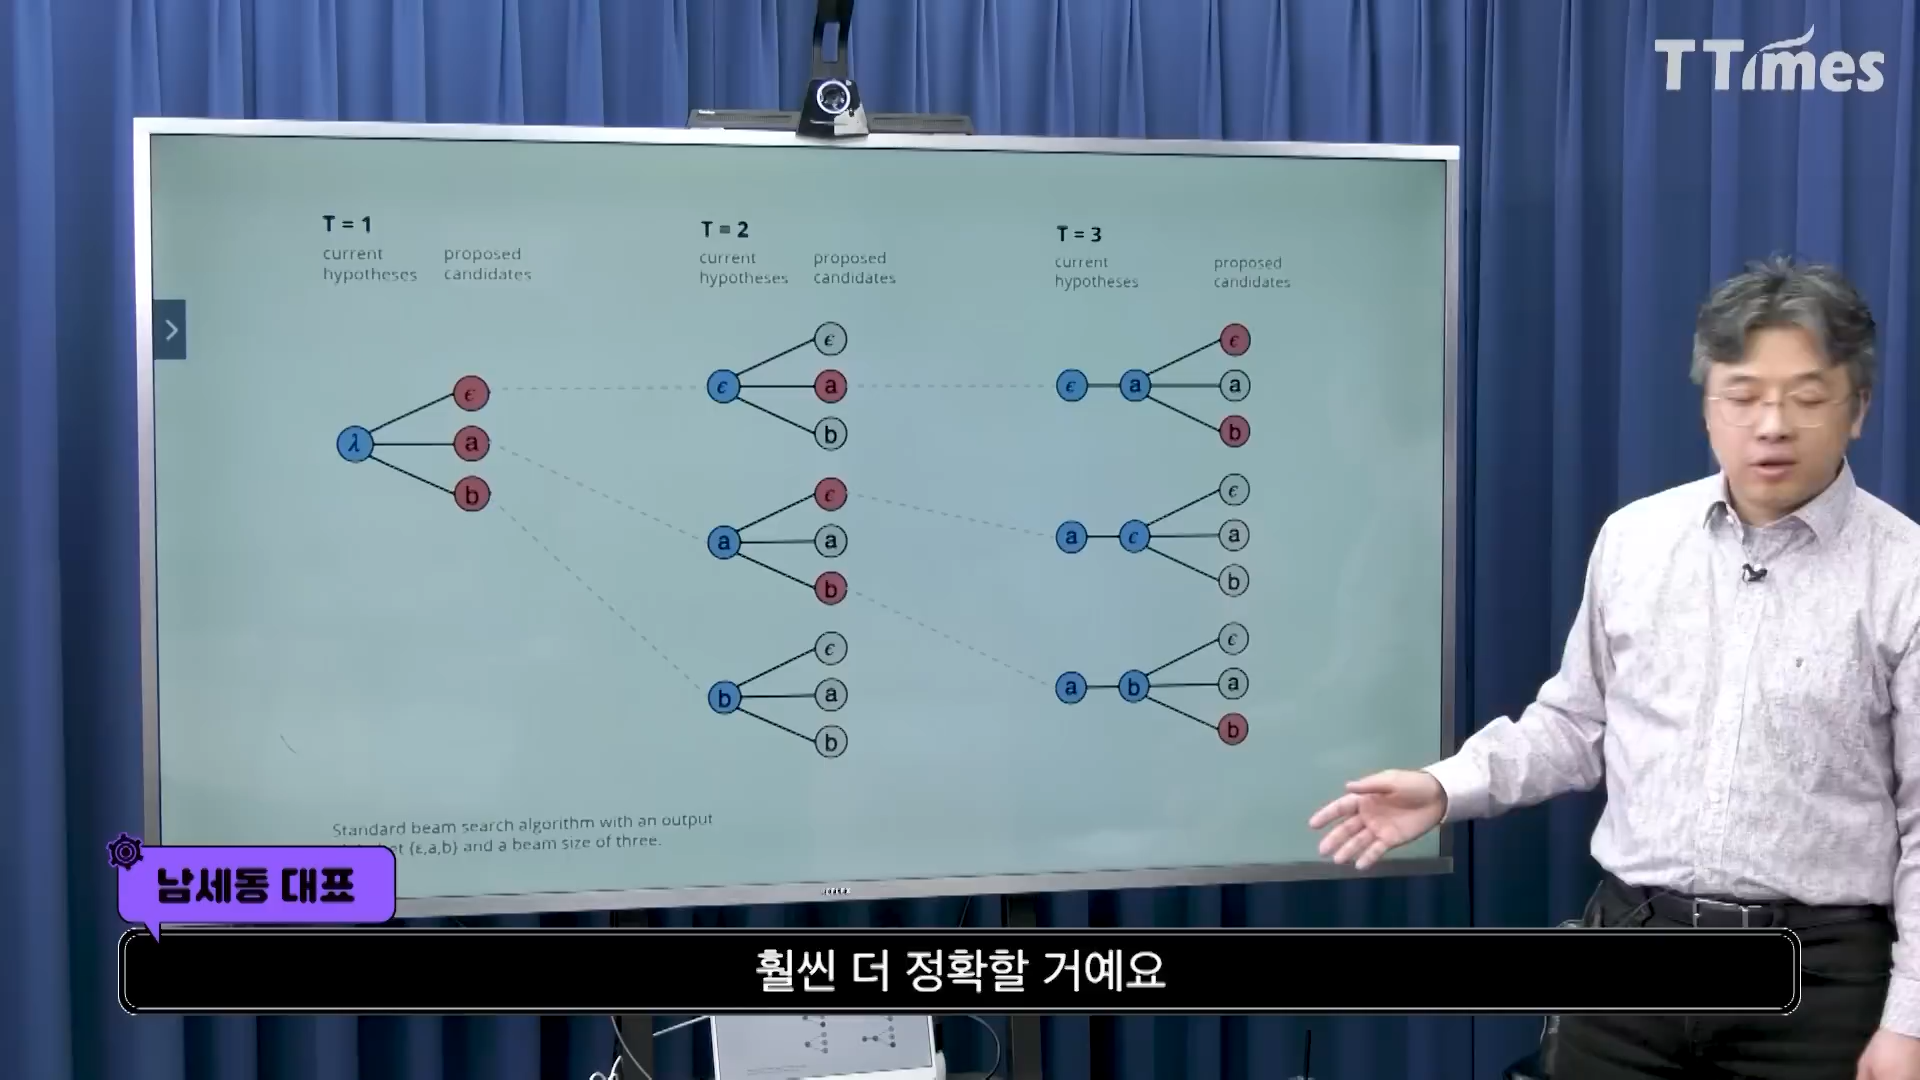 TTimes
T = 1
current
hypotheses
proposed
candidates
T = 2
current
hypotheses
proposed
candidates
T = 3
current
hypotheses
proposed
candidates
λ
ϵ
a
b
ϵ
ϵ
a
b
a
ϵ
a
b
b
ϵ
a
b
ϵ a
ϵ
a
b
a ϵ
ϵ
a
b
a b
ϵ
a
b
Standard beam search algorithm with an output
{ε,a,b} and a beam size of three.
남세동 대표
훨씬 더 정확할 거예요